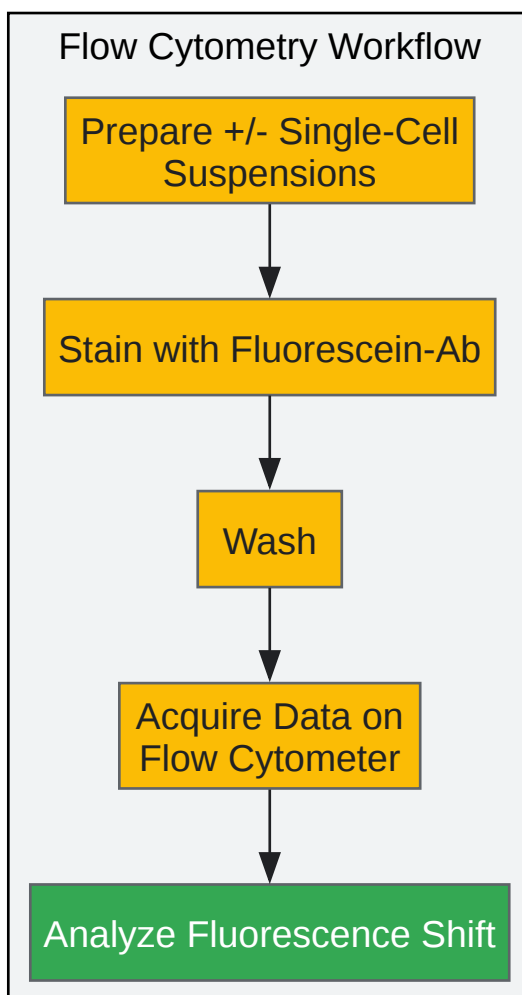 Flow Cytometry Workflow
Prepare +/- Single-Cell
Suspensions
Stain with Fluorescein-Ab
Wash
Acquire Data on
Flow Cytometer
Analyze Fluorescence Shift